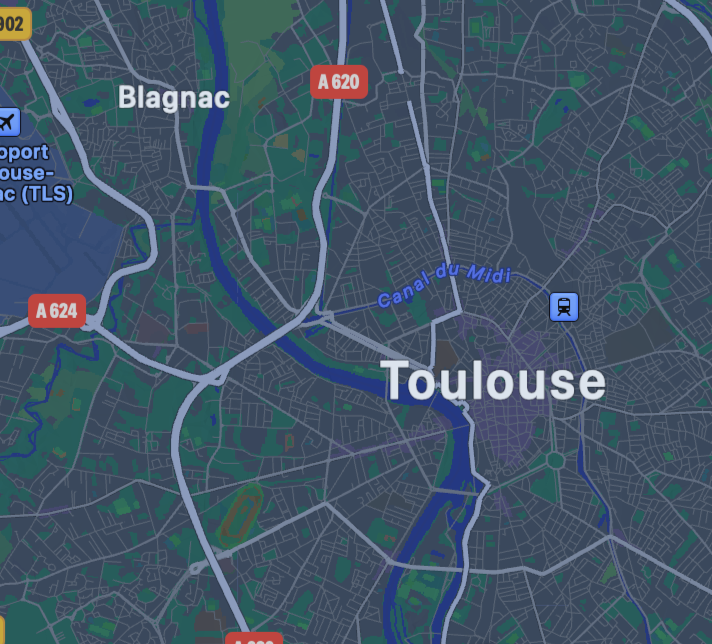 902
Blagnac
A 620
oport
ouse-
ac (TLS)
Canal du Midi
A 624
Toulouse